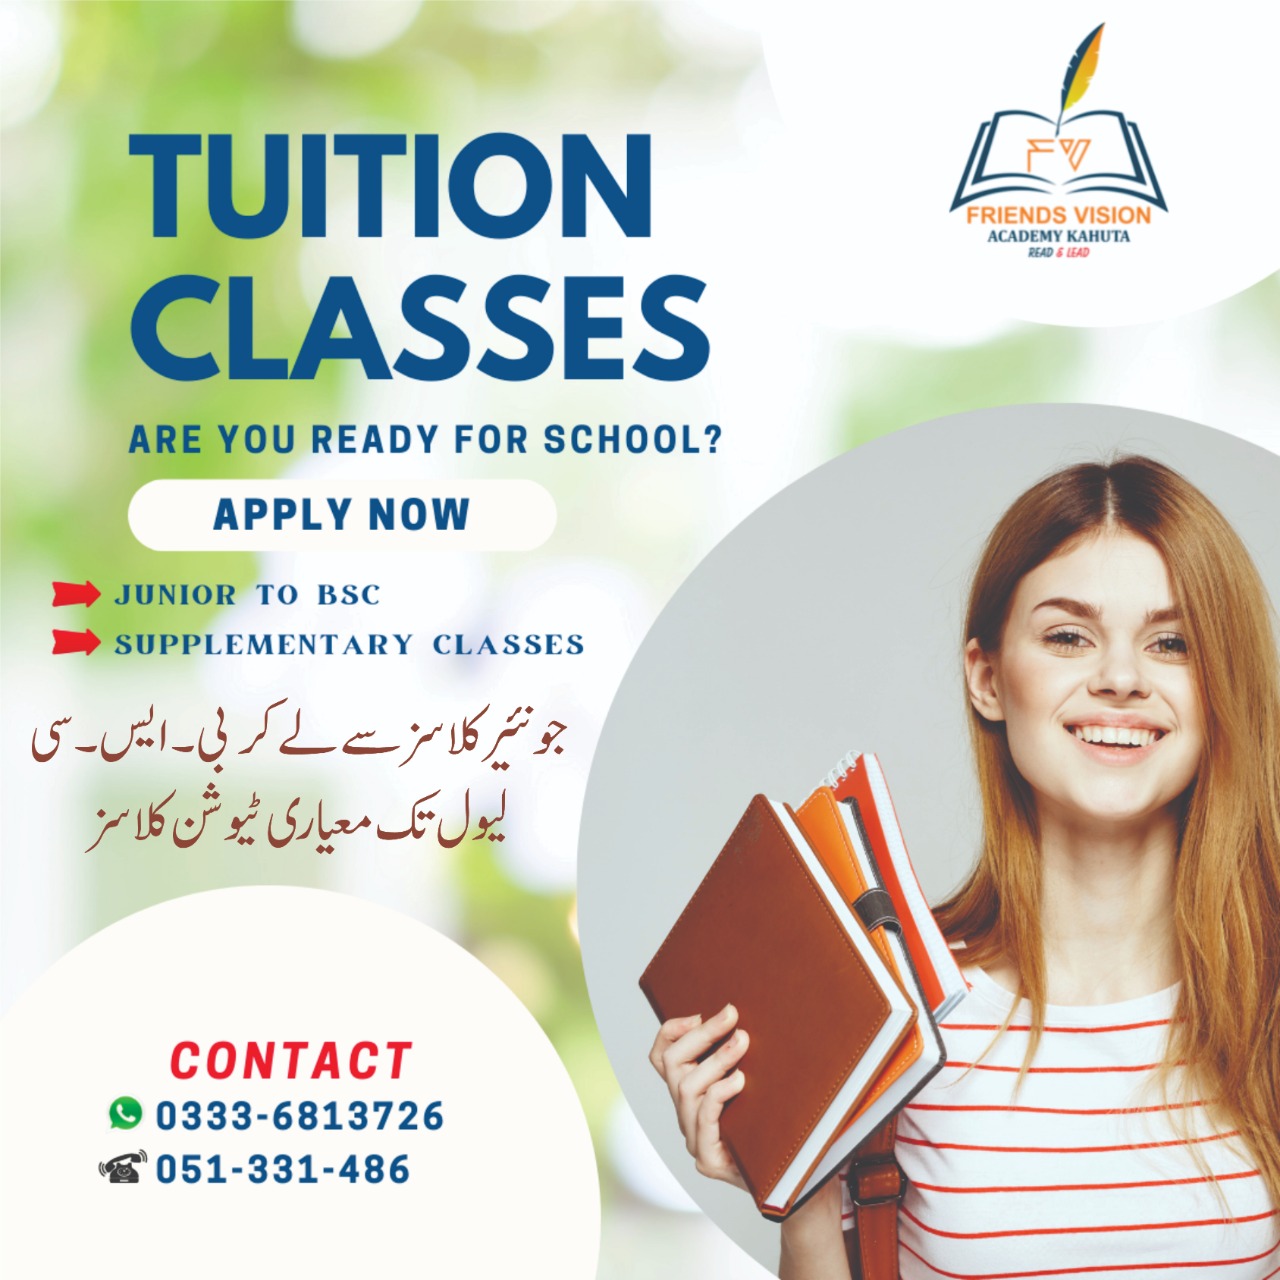 TUITION
CLASSES
ARE YOU READY FOR SCHOOL?
APPLY NOW
JUNIOR TO BSC
SUPPLEMENTARY CLASSES
جونئیر کلاسز سے لے کر بی۔ایس۔سی
لیول تک معیاری ٹیوشن کلاسز
CONTACT
0333-6813726
051-331-486
FV
FRIENDS VISION
ACADEMY KAHUTA
READ & LEAD